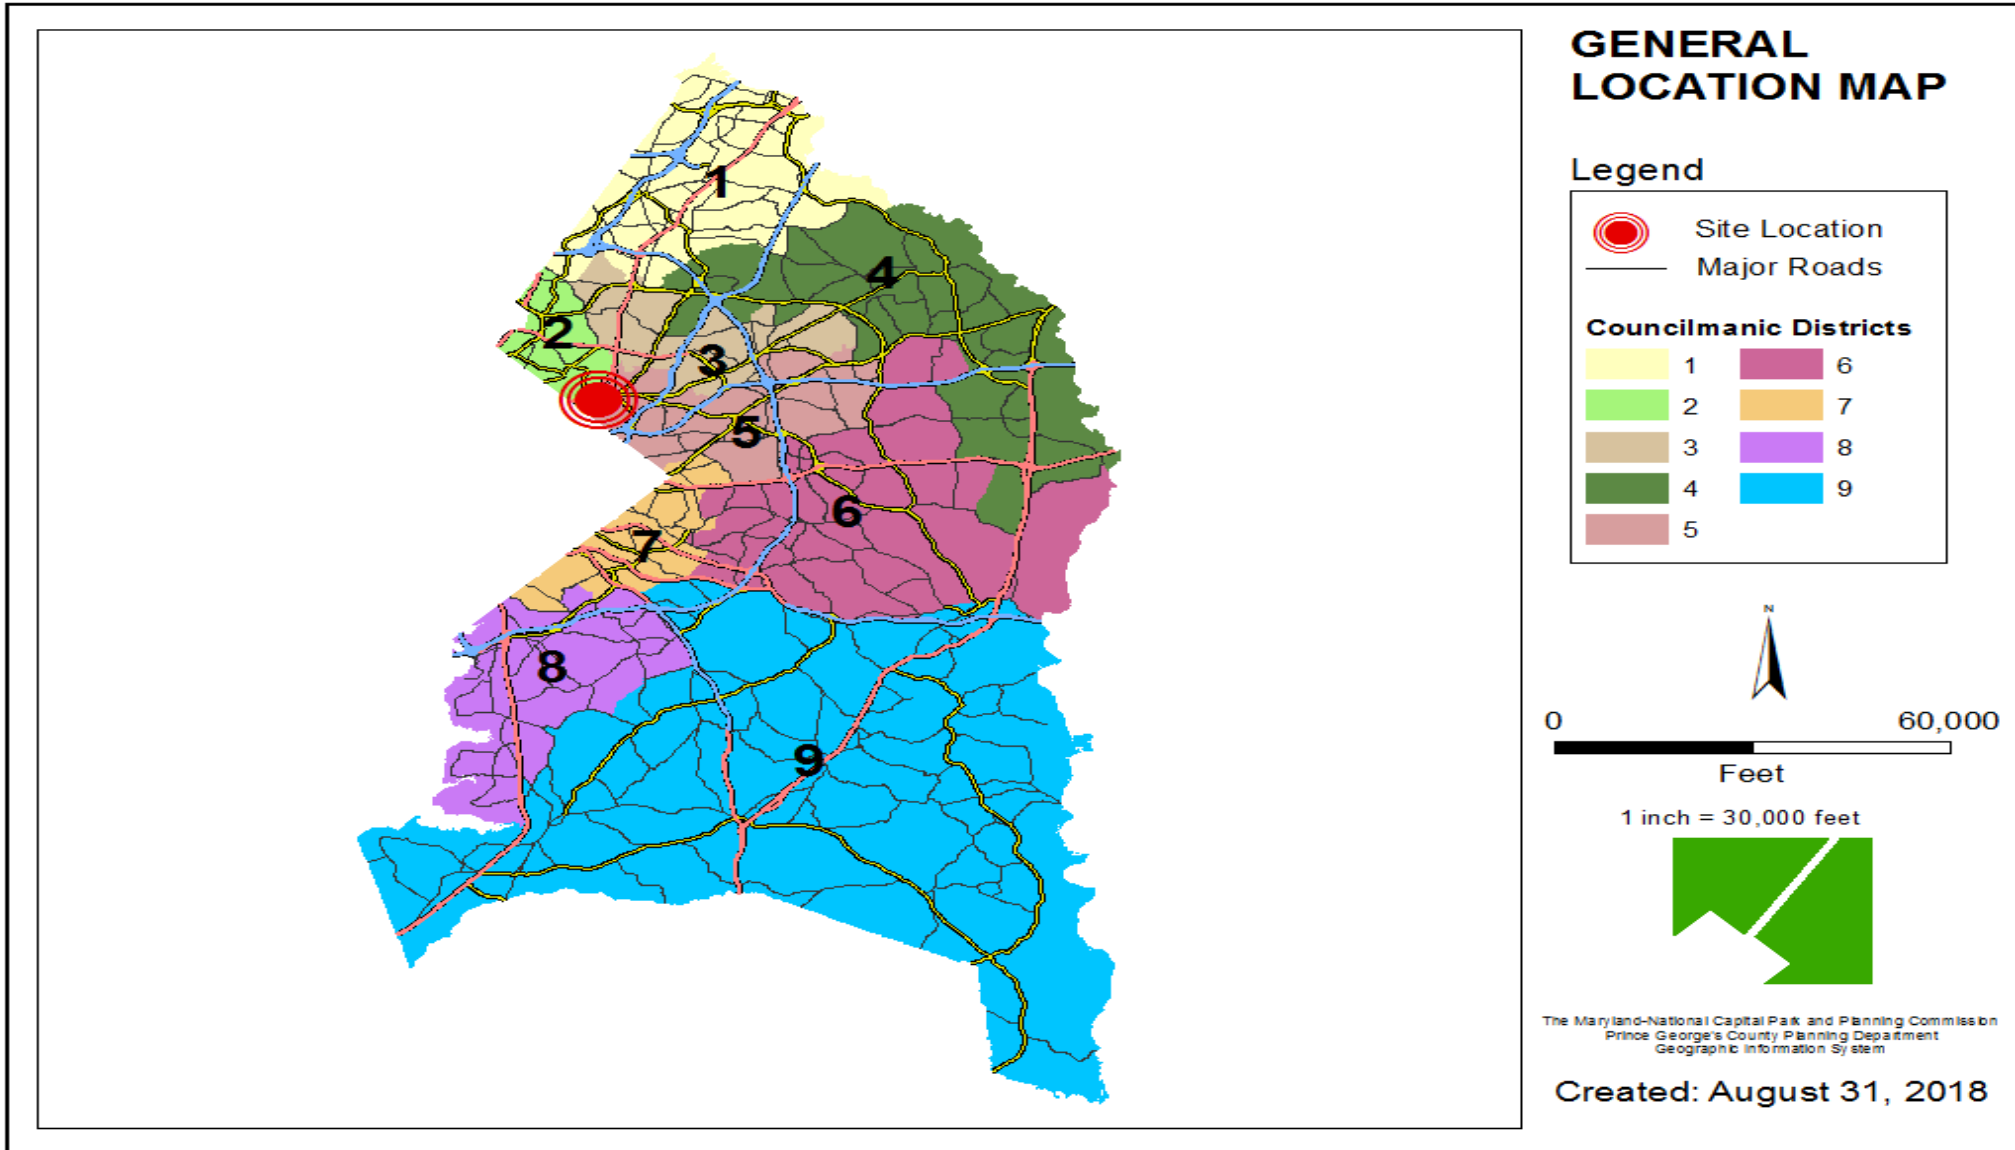 GENERAL
LOCATION MAP
Legend
Site Location
Major Roads
Councilmanic Districts
1 6
2 7
3 8
4 9
5
1
4
2
3
5
6
7
8
9
N
0 60,000
Feet
1 inch = 30,000 feet
The Maryland-National Capital Park and Planning Commission
Prince George's County Planning Department
Geographic Information System
Created: August 31, 2018